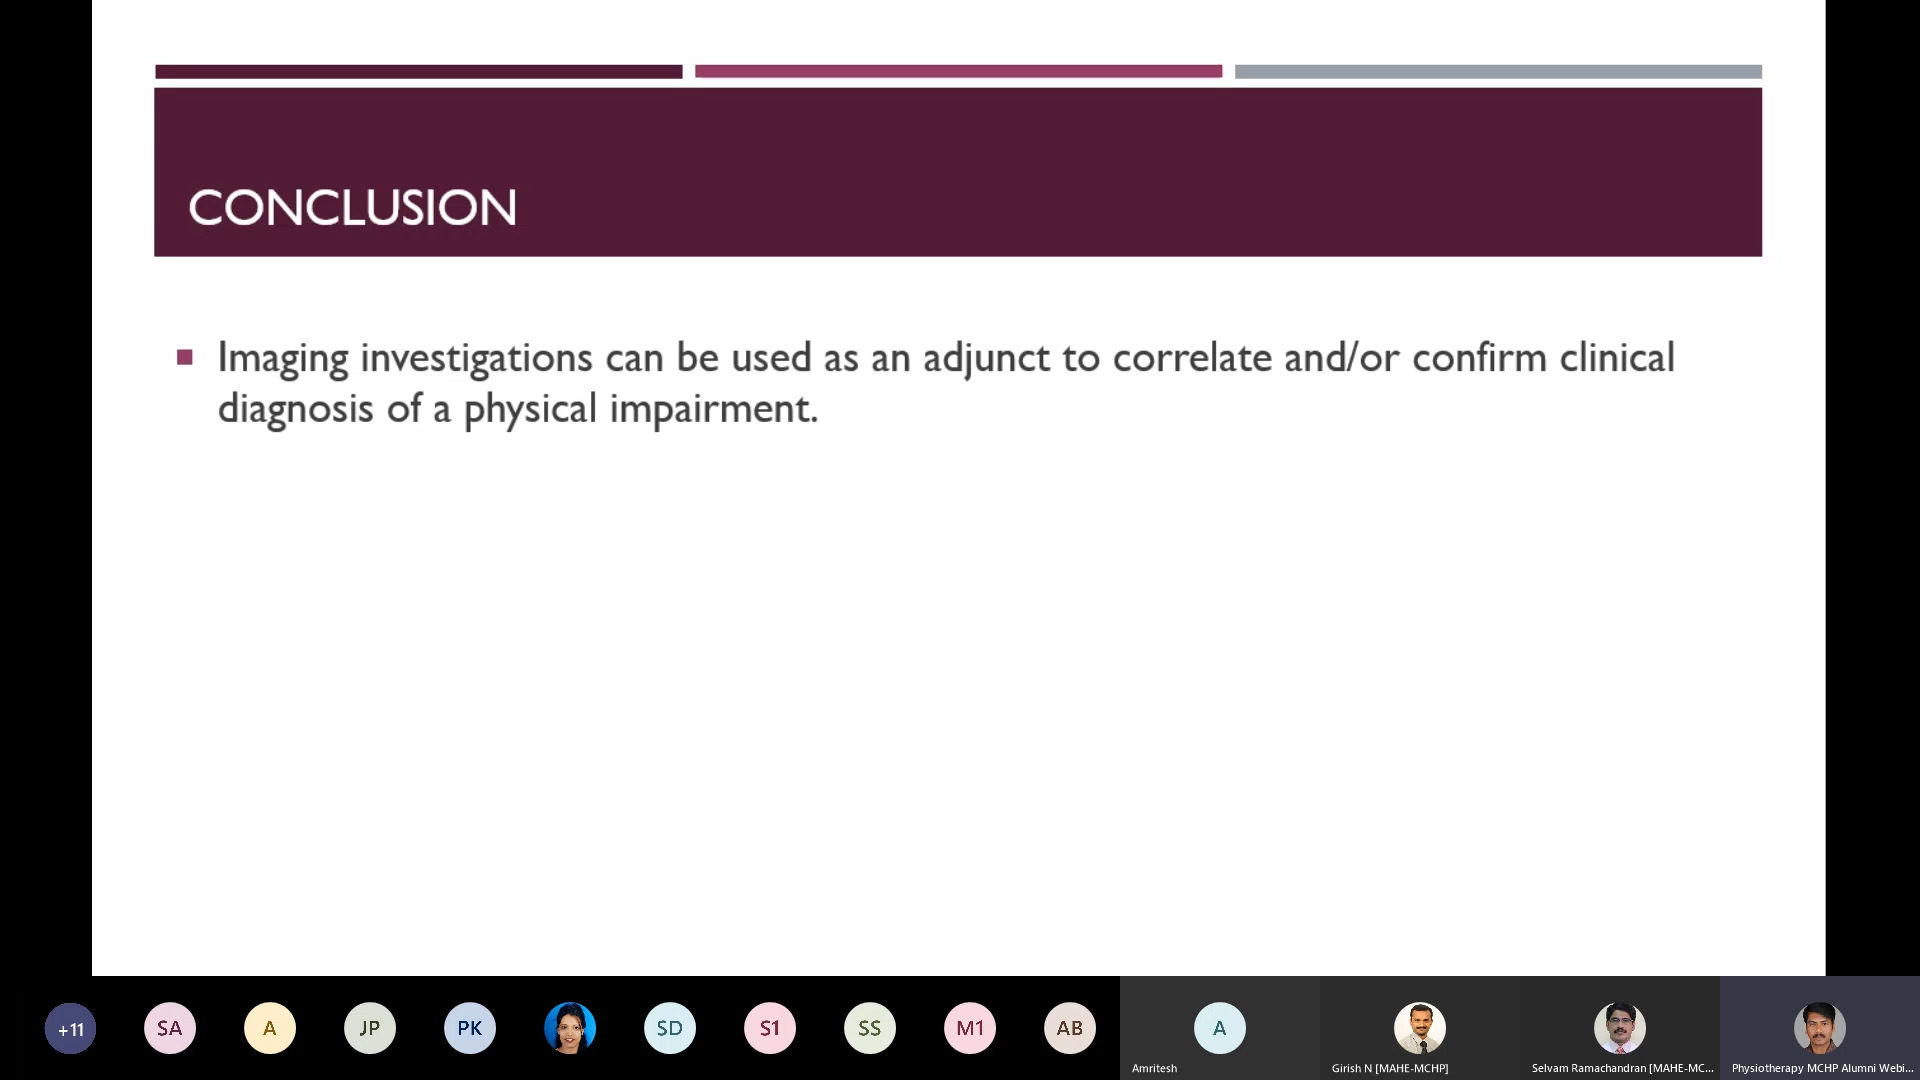 CONCLUSION
Imaging investigations can be used as an adjunct to correlate and/or confirm clinical
diagnosis of a physical impairment.
+11
SA
A
JP
PK
SD
S1
SS
M1
AB
A
Amritesh
Girish N [MAHE-MCHP]
Selvam Ramachandran [MAHE-MC...
Physiotherapy MCHP Alumni Webi...